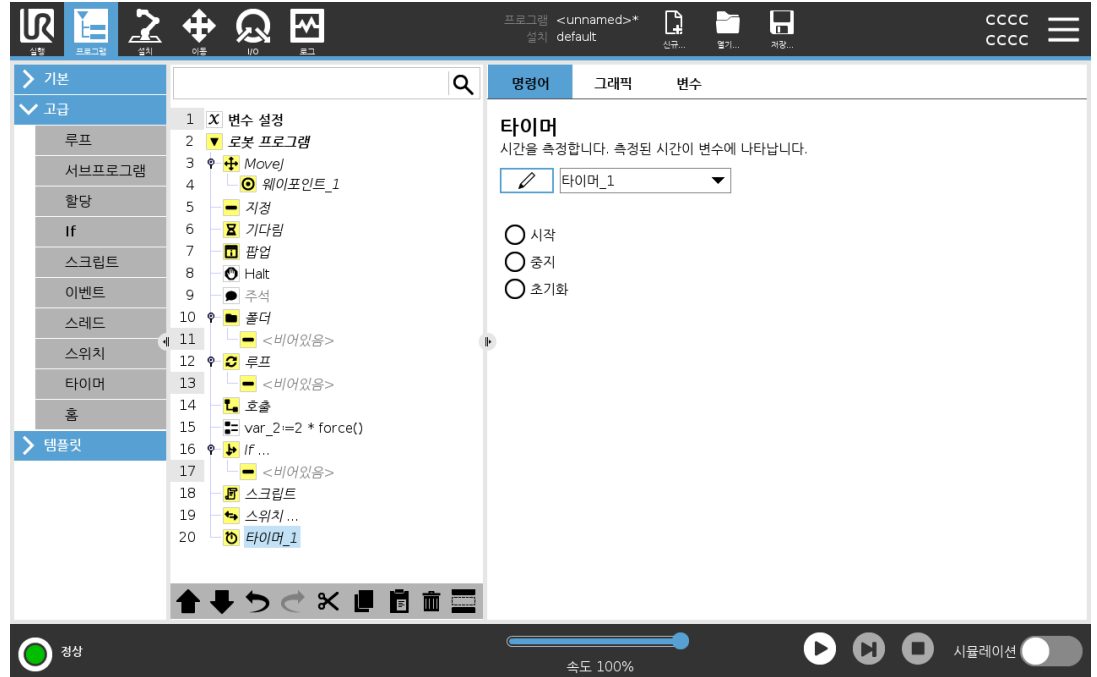 UR
실행
프로그램
설치
이동
I/O
로그
프로그램 <unnamed>*
설치 default
신규...
열기...
저장...
CCCC
CCCC
기본
고급
루프
서브프로그램
할당
If
스크립트
이벤트
스레드
스위치
타이머
홈
템플릿
1 X 변수 설정
2 로봇 프로그램
3 MoveJ
4 웨이포인트_1
5 지정
6 기다림
7 팝업
8 Halt
9 주석
10 폴더
11 <비어있음>
12 루프
13 <비어있음>
14 호출
15 var_2≔2 * force()
16 If ...
17 <비어있음>
18 스크립트
19 스위치 ...
20 타이머_1
명령어 그래픽 변수
타이머
시간을 측정합니다. 측정된 시간이 변수에 나타납니다.
타이머_1
시작
중지
초기화
정상
속도 100%
시뮬레이션